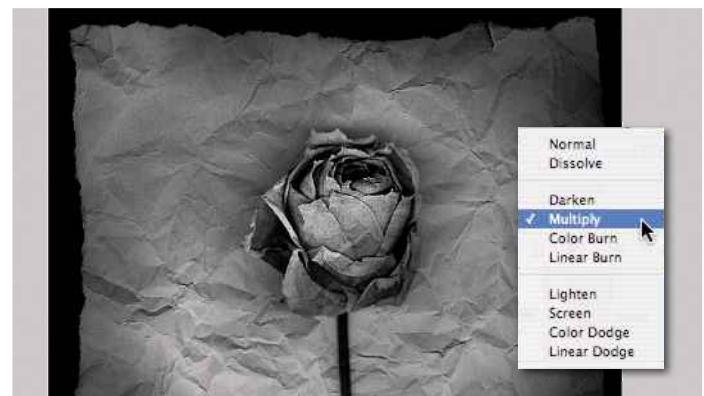 Normal
Dissolve
Darken
✓ Multiply
Color Burn
Linear Burn
Lighten
Screen
Color Dodge
Linear Dodge